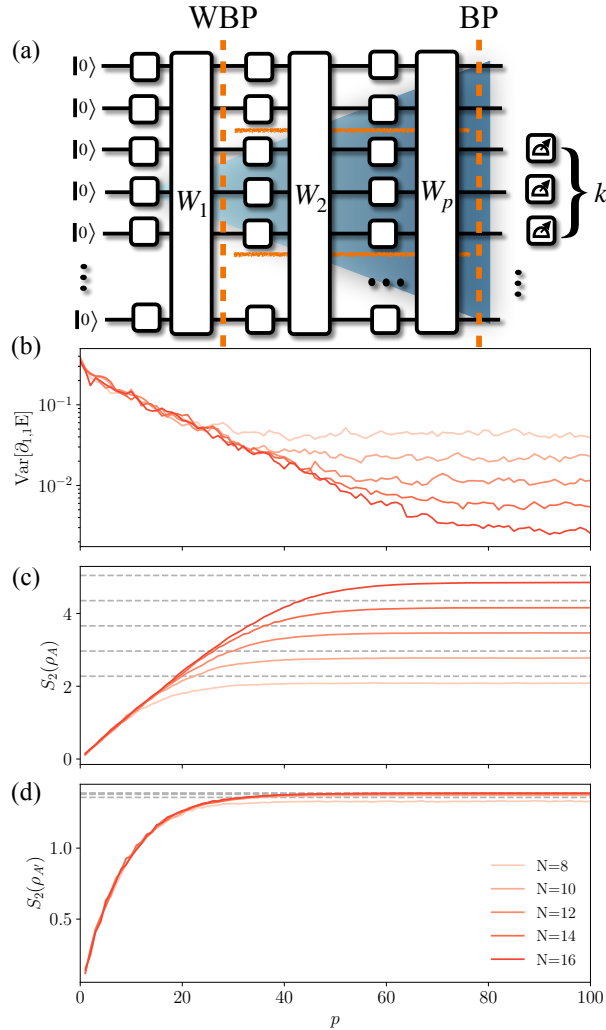 WBP BP
(a)
|0⟩
|0⟩
|0⟩
|0⟩ W₁ W₂ Wₚ k
|0⟩
|0⟩
(b)
Var[∂₁,₁E]
10⁻¹
10⁻²
(c)
S₂(ρ_A)
4
2
0
(d)
S₂(ρ_A′)
1.0
0.5
N=8
N=10
N=12
N=14
N=16
0 20 40 60 80 100
p